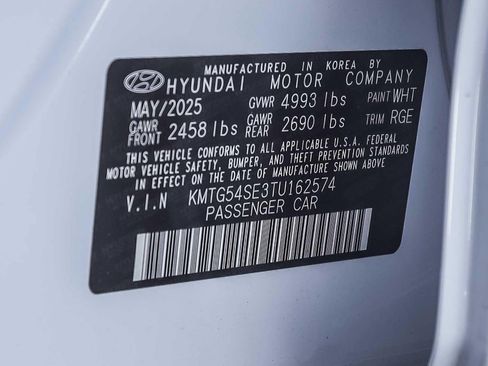 MANUFACTURED IN KOREA BY
HYUNDAI MOTOR COMPANY
MAY/2025 GVWR 4993 lbs PAINT WHT
GAWR FRONT 2458 lbs GAWR REAR 2690 lbs TRIM RGE
THIS VEHICLE CONFORMS TO ALL APPLICABLE U.S.A. FEDERAL
MOTOR VEHICLE SAFETY, BUMPER, AND THEFT PREVENTION STANDARDS
IN EFFECT ON THE DATE OF MANUFACTURE SHOWN ABOVE
V.I.N KMTG54SE3TU162574
PASSENGER CAR